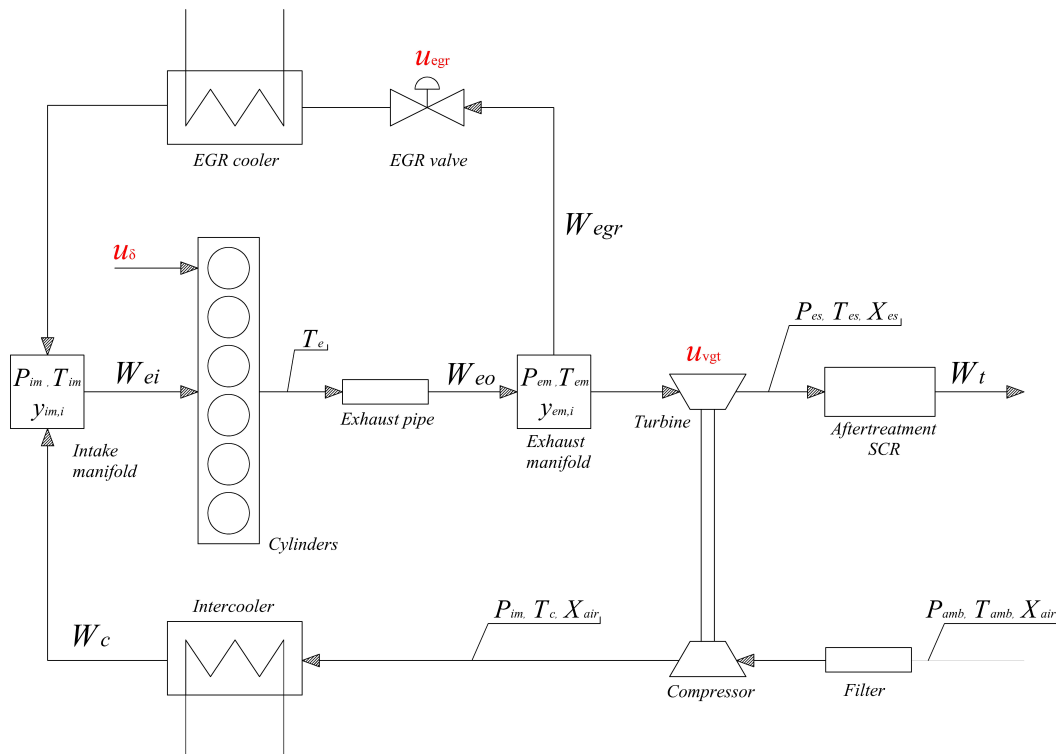 u_egr
EGR cooler
EGR valve
W_egr
u_δ
T_e
P_es, T_es, X_es
u_vgt
P_im, T_im
y_im,i
W_ei
W_eo
P_em, T_em
y_em,i
W_t
Exhaust pipe
Turbine
Aftertreatment
SCR
Intake
manifold
Exhaust
manifold
Cylinders
Intercooler
W_c
P_im, T_c, X_air
P_amb, T_amb, X_air
Compressor
Filter